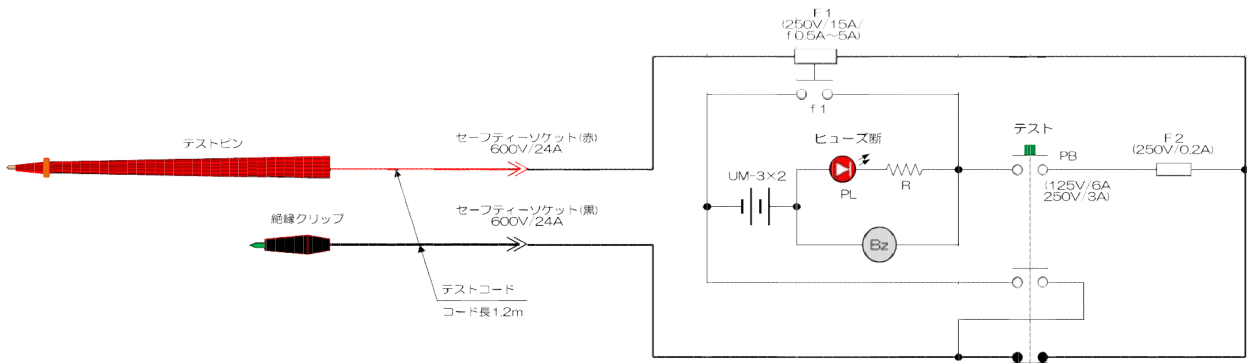 F1
(250V/15A/
f0.5A~5A)
f1
テストピン
セーフティーソケット(赤)
600V/24A
ヒューズ断
テスト
F2
(250V/0.2A)
PB
(125V/6A
250V/3A)
UM-3×2
PL
R
Bz
絶縁クリップ
セーフティーソケット(黒)
600V/24A
テストコード
コード長1.2m